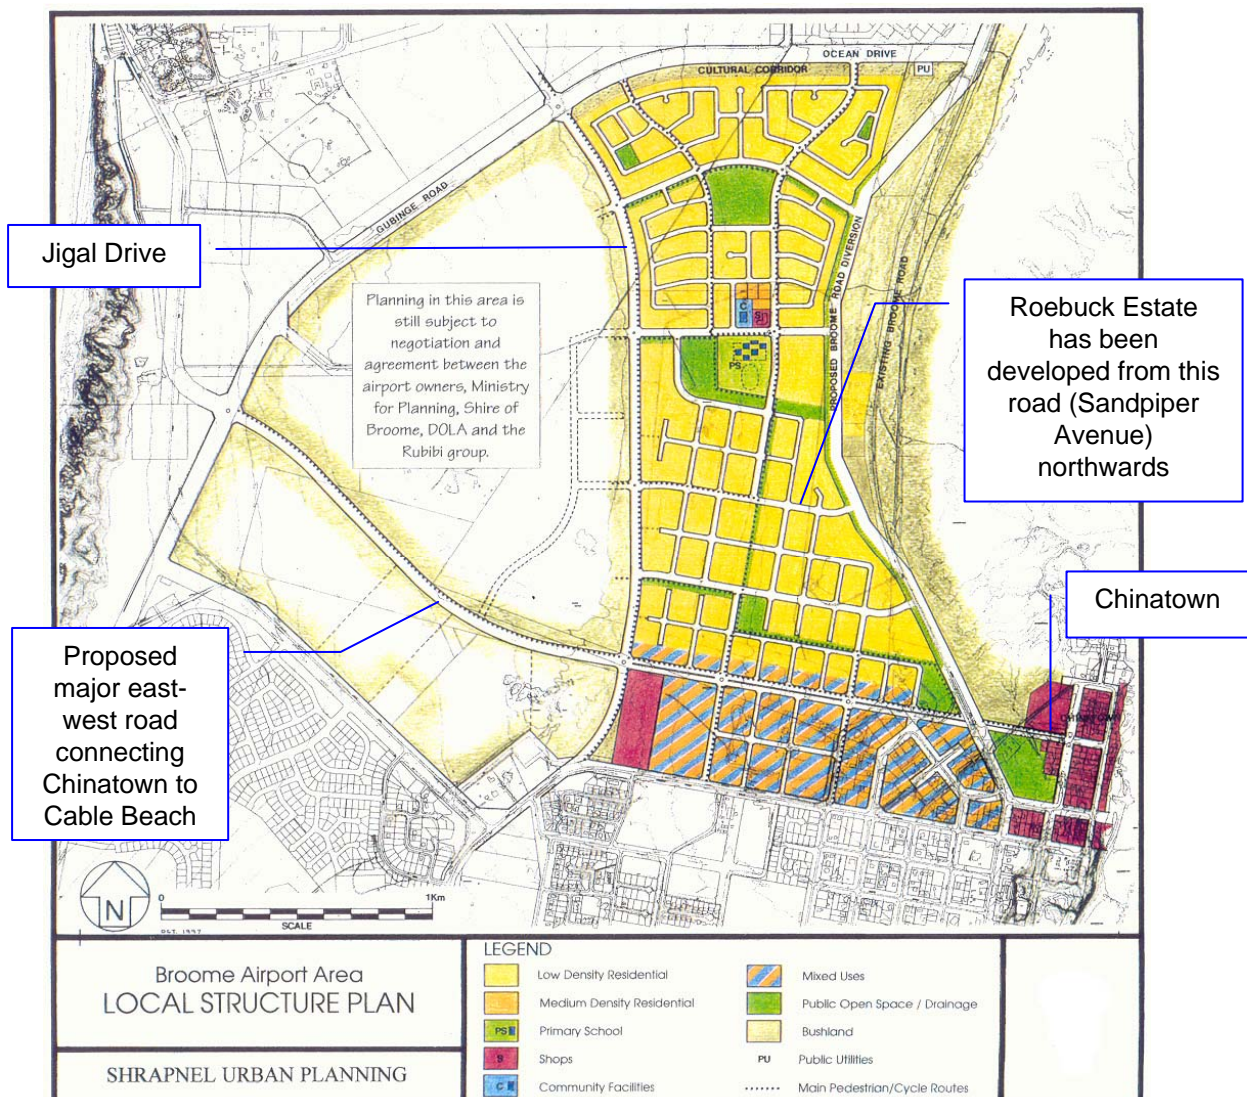 OCEAN DRIVE
CULTURAL CORRIDOR
PU
GUBINGE ROAD
Jigal Drive
Planning in this area is
still subject to
negotiation and
agreement between the
airport owners, Ministry
for Planning, Shire of
Broome, DOLA and the
Rubibi group.
C
S
PS
PROPOSED BROOME ROAD DIVERSION
EXISTING BROOME ROAD
Roebuck Estate
has been
developed from this
road (Sandpiper
Avenue)
northwards
Chinatown
CHINATOWN
Proposed
major east-
west road
connecting
Chinatown to
Cable Beach
N
0
1Km
SCALE
OCT. 1997
Broome Airport Area
LOCAL STRUCTURE PLAN
SHRAPNEL URBAN PLANNING
LEGEND
Low Density Residential
Medium Density Residential
PS
Primary School
S
Shops
C
Community Facilities
Mixed Uses
Public Open Space / Drainage
Bushland
PU
Public Utilities
Main Pedestrian/Cycle Routes